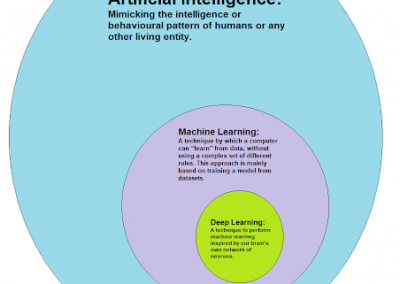 Artificial Intelligence:
Mimicking the intelligence or
behavioural pattern of humans or any
other living entity.
Machine Learning:
A technique by which a computer
can "learn" from data, without
using a complex set of different
rules. This approach is mainly
based on training a model from
datasets.
Deep Learning:
A technique to perform
machine learning
inspired by our brain's
own network of
neurons.